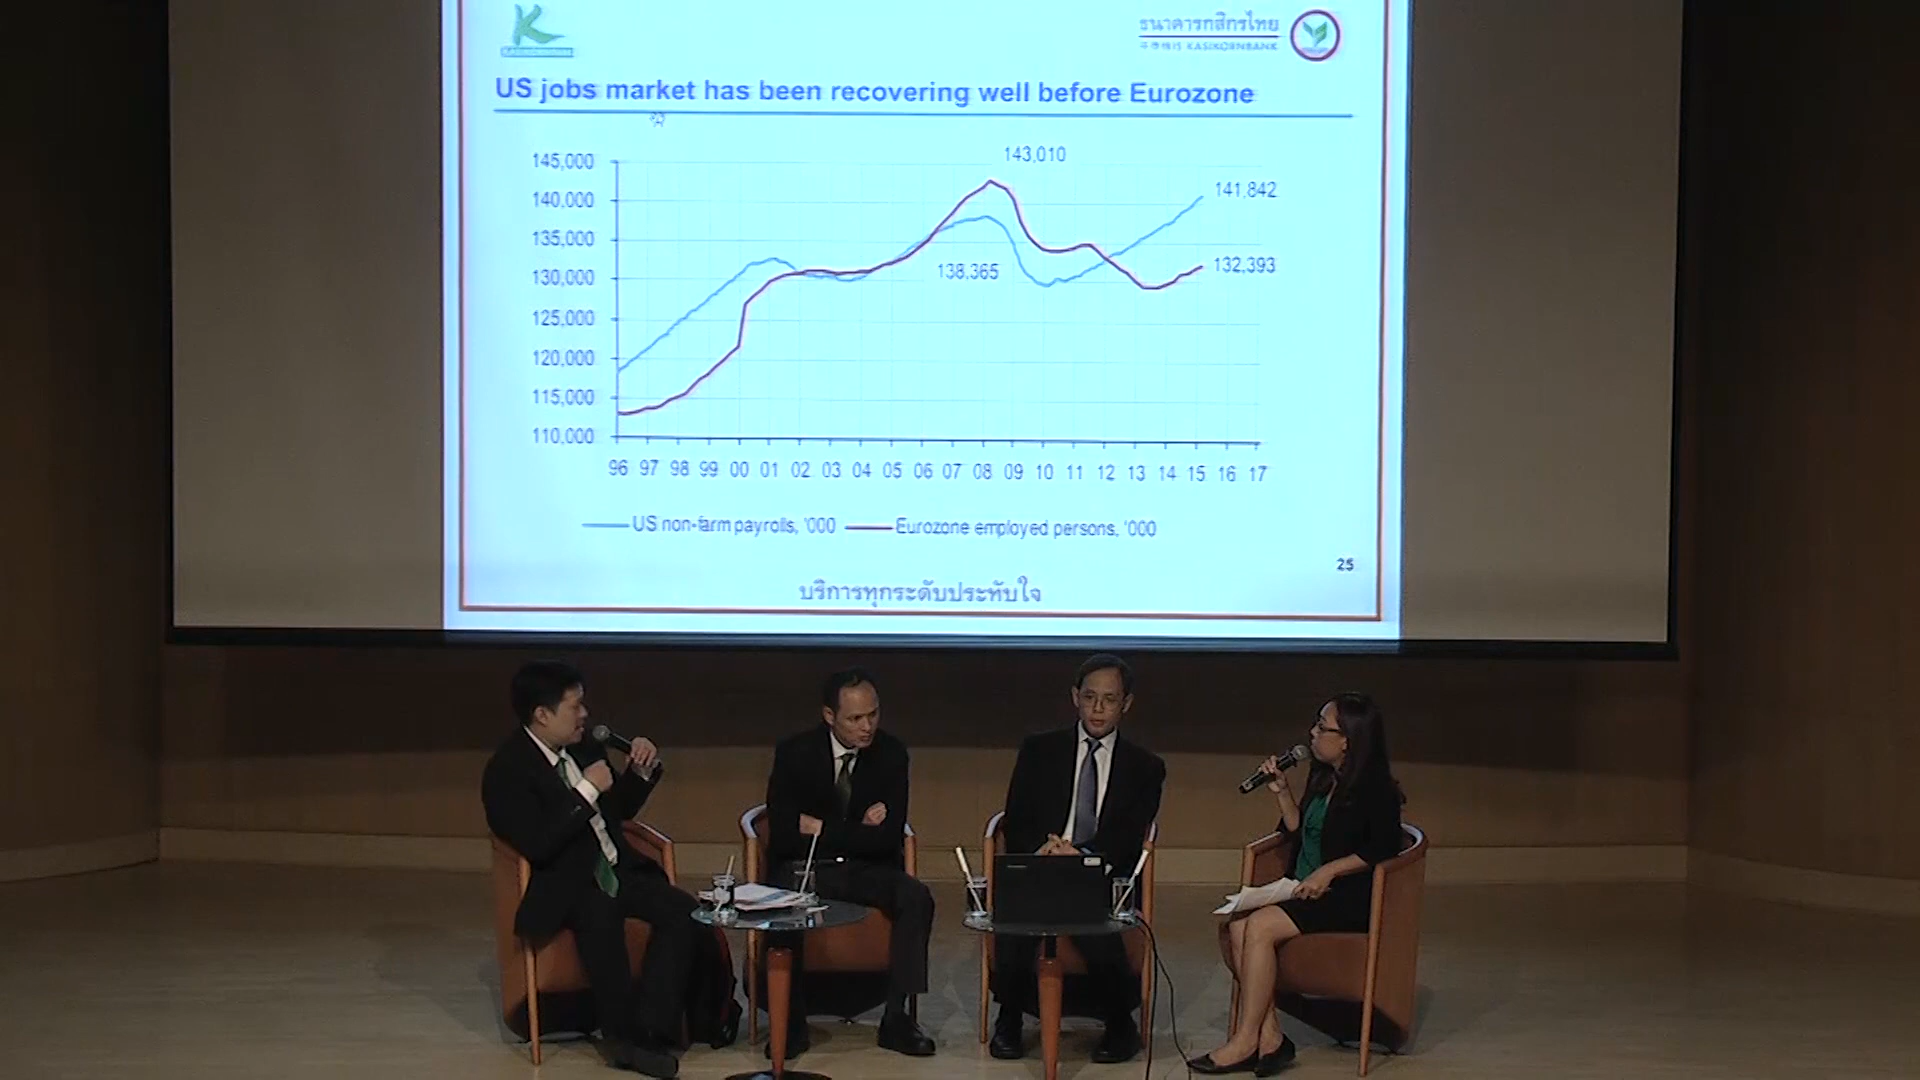 K
KASIKORNTHAI
ธนาคารกสิกรไทย
KASIKORNBANK
US jobs market has been recovering well before Eurozone
145,000
140,000
135,000
130,000
125,000
120,000
115,000
110,000
143,010
141,842
138,365
132,393
96 97 98 99 00 01 02 03 04 05 06 07 08 09 10 11 12 13 14 15 16 17
US non-farm payrolls, '000
Eurozone employed persons, '000
25
บริการทุกระดับประทับใจ